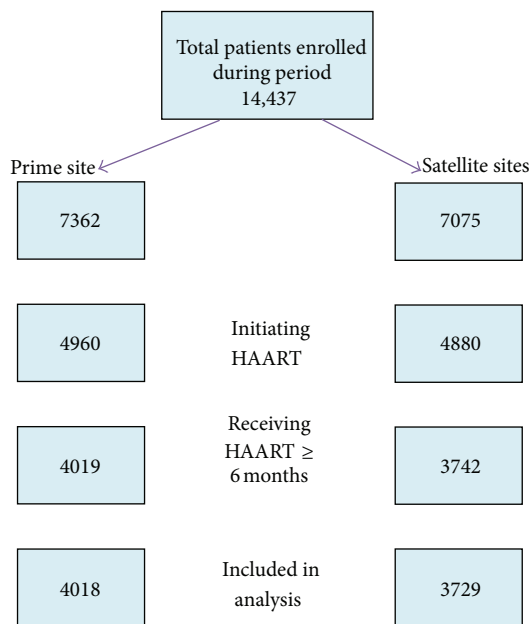 Total patients enrolled
during period
14,437
Prime site
Satellite sites
7362
7075
4960
Initiating
HAART
4880
4019
Receiving
HAART ≥
6 months
3742
4018
Included in
analysis
3729